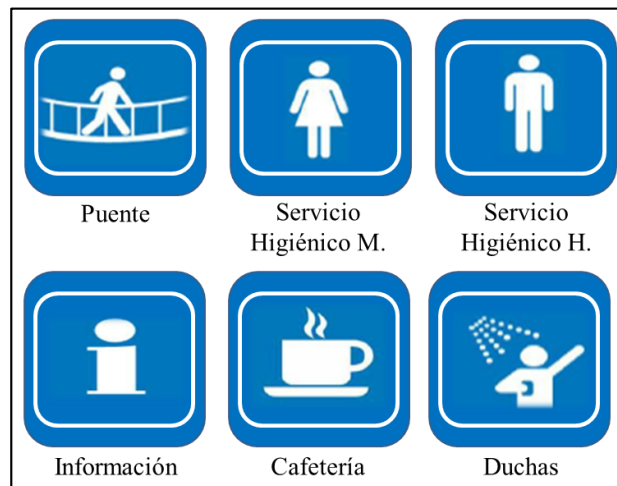 Puente
Servicio
Higiénico M.
Servicio
Higiénico H.
Información
Cafetería
Duchas